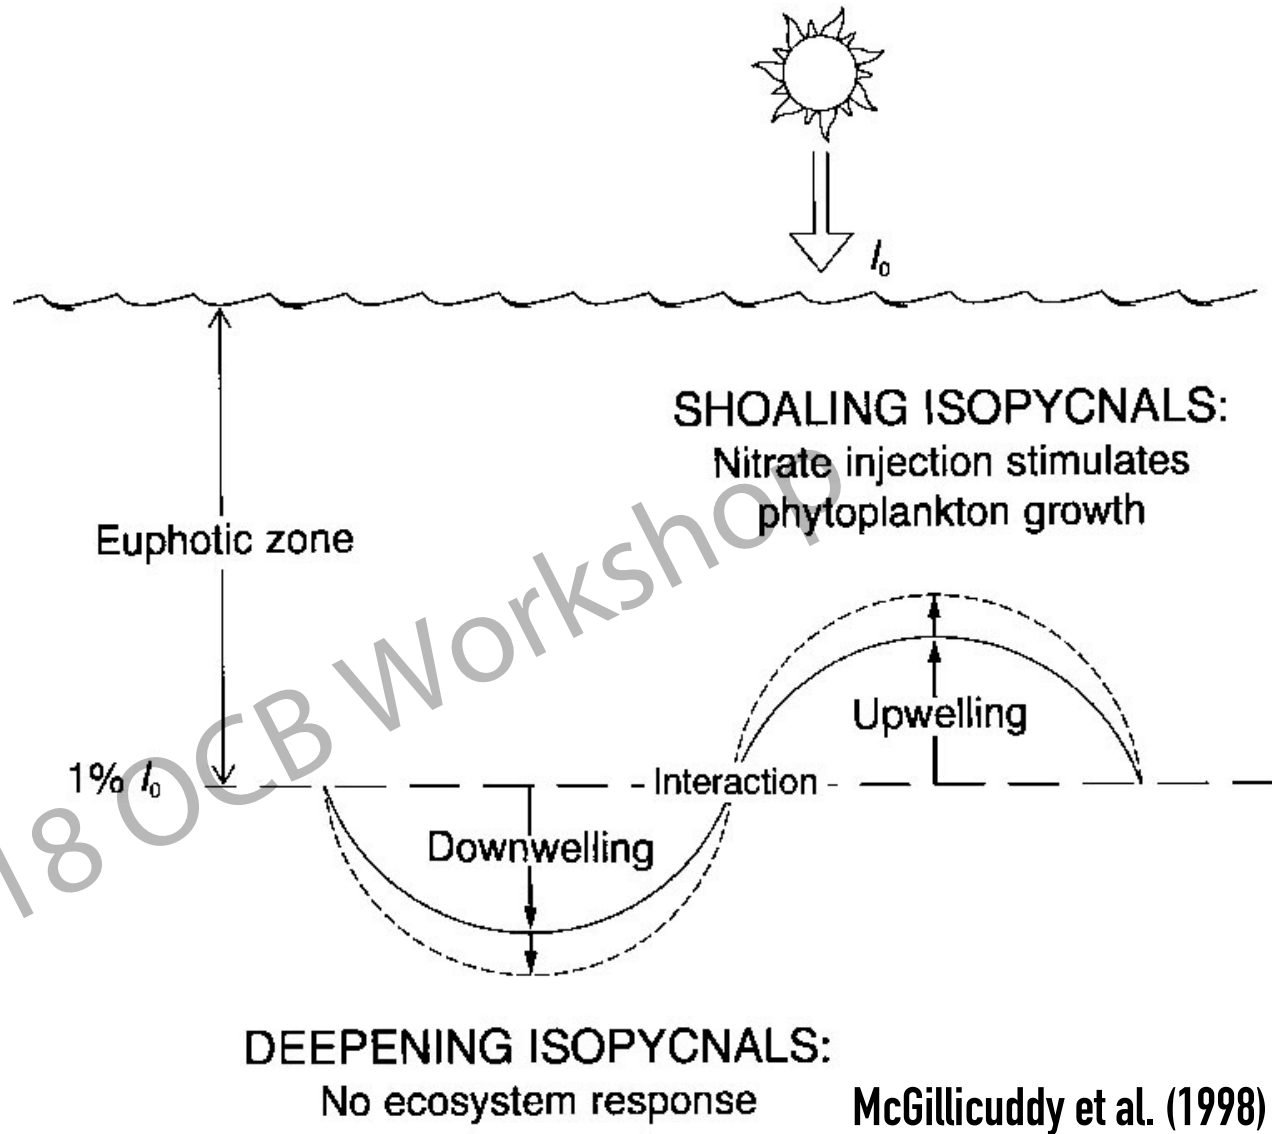 I₀
SHOALING ISOPYCNALS:
Nitrate injection stimulates
phytoplankton growth
Euphotic zone
Upwelling
1% I₀
Interaction
Downwelling
18 OCB Workshop
DEEPENING ISOPYCNALS:
No ecosystem response
McGillicuddy et al. (1998)